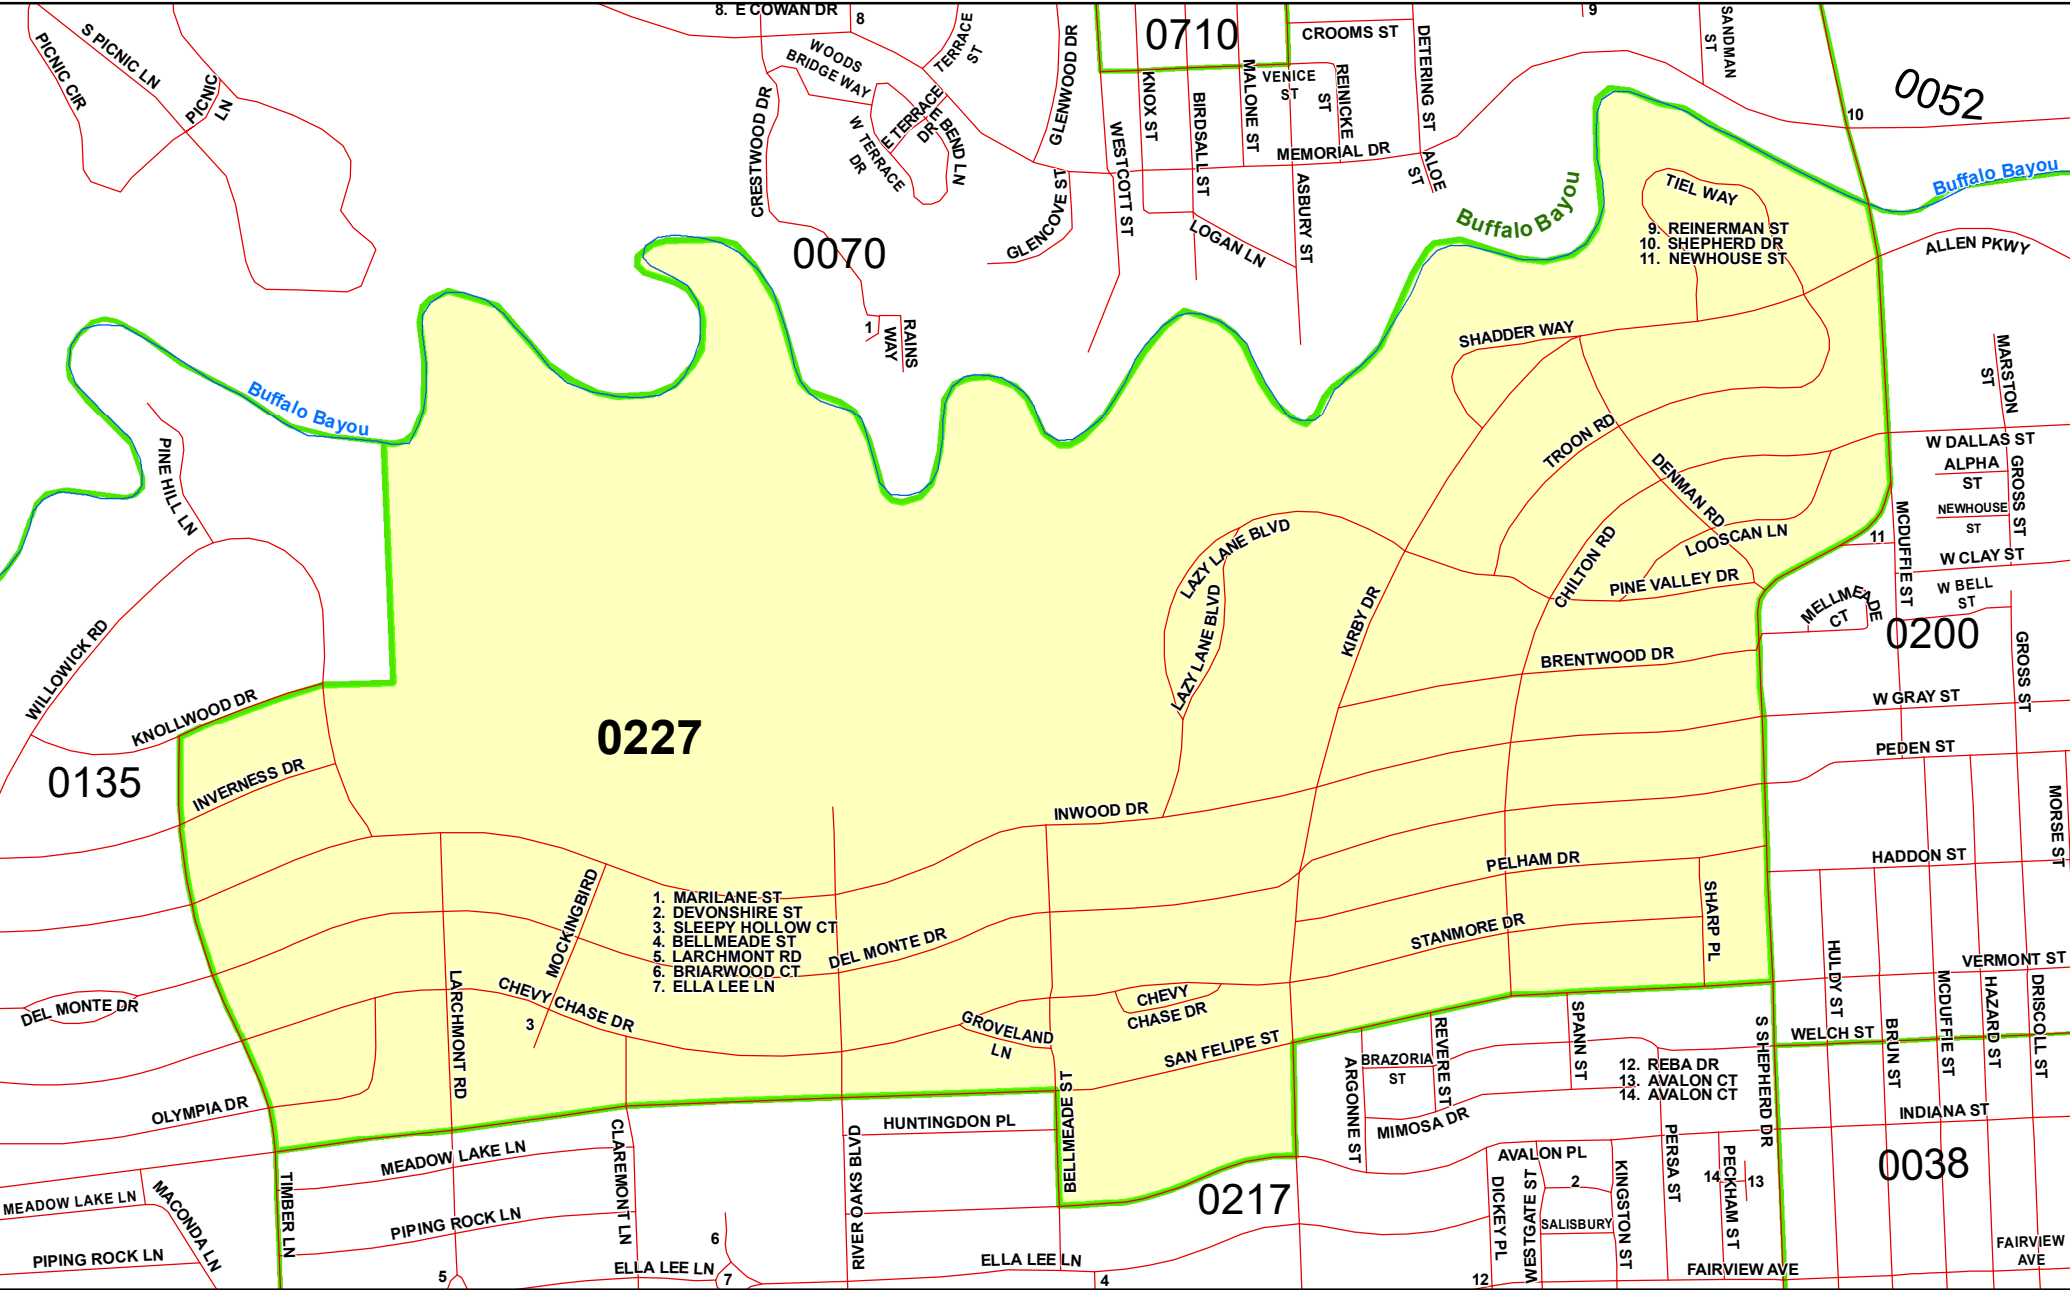 8. E COWAN DR
8
9
0710
0052
10
S PICNIC LN
PICNIC CIR
PICNIC
LN
WOODS
BRIDGE WAY
TERRACE
ST
E TERRACE
DR
E BEND LN
W TERRACE
DR
CRESTWOOD DR
GLENWOOD DR
GLENCOVE ST
WESTCOTT ST
KNOX ST
BIRDSALL ST
MALONE ST
VENICE
ST
REINICKE
ST
CROOMS ST
DETERING ST
SANDMAN
ST
MEMORIAL DR
ALOE
ST
ASBURY ST
LOGAN LN
Buffalo Bayou
Buffalo Bayou
Buffalo Bayou
TIEL WAY
9. REINERMAN ST
10. SHEPHERD DR
11. NEWHOUSE ST
ALLEN PKWY
0070
1
RAINS
WAY
SHADDER WAY
MARSTON
ST
W DALLAS ST
ALPHA
ST
GROSS ST
NEWHOUSE
ST
11
W CLAY ST
MCDUFFIE ST
W BELL
ST
MELLMEADE
CT
0200
GROSS ST
TROON RD
DENMAN RD
LOOSCAN LN
CHILTON RD
PINE VALLEY DR
LAZY LANE BLVD
LAZY LANE BLVD
KIRBY DR
BRENTWOOD DR
PINE HILL LN
WILLOWICK RD
KNOLLWOOD DR
0135
INVERNESS DR
0227
W GRAY ST
PEDEN ST
MORSE ST
HADDON ST
INWOOD DR
PELHAM DR
SHARP PL
STANMORE DR
MOCKINGBIRD
1. MARILANE ST
2. DEVONSHIRE ST
3. SLEEPY HOLLOW CT
4. BELLMEADE ST
5. LARCHMONT RD
6. BRIARWOOD CT
7. ELLA LEE LN
DEL MONTE DR
DEL MONTE DR
LARCHMONT RD
CHEVY CHASE DR
3
CHEVY
CHASE DR
GROVELAND
LN
SAN FELIPE ST
HULDY ST
VERMONT ST
MCDUFFIE ST
HAZARD ST
DRISCOLL ST
BRUN ST
WELCH ST
S SHEPHERD DR
SPANN ST
REVERE ST
BRAZORIA
ST
ARGONNE ST
MIMOSA DR
12. REBA DR
13. AVALON CT
14. AVALON CT
INDIANA ST
0038
OLYMPIA DR
HUNTINGDON PL
BELLMEADE ST
RIVER OAKS BLVD
CLAREMONT LN
MEADOW LAKE LN
MEADOW LAKE LN
MACONDA LN
TIMBER LN
PIPING ROCK LN
PIPING ROCK LN
0217
AVALON PL
DICKEY PL
WESTGATE ST
2
SALISBURY
KINGSTON ST
PERSA ST
PECKHAM ST
14
13
FAIRVIEW
AVE
FAIRVIEW AVE
12
6
5
ELLA LEE LN
7
ELLA LEE LN
4